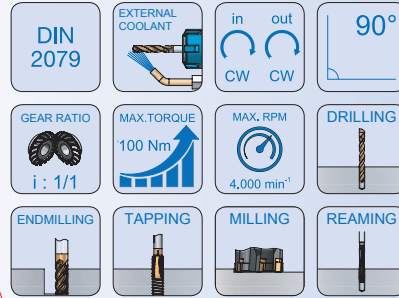 DIN
2079
EXTERNAL
COOLANT
in out
CW CW
90°
GEAR RATIO
i : 1/1
MAX.TORQUE
100 Nm
MAX. RPM
4.000 min⁻¹
DRILLING
ENDMILLING
TAPPING
MILLING
REAMING